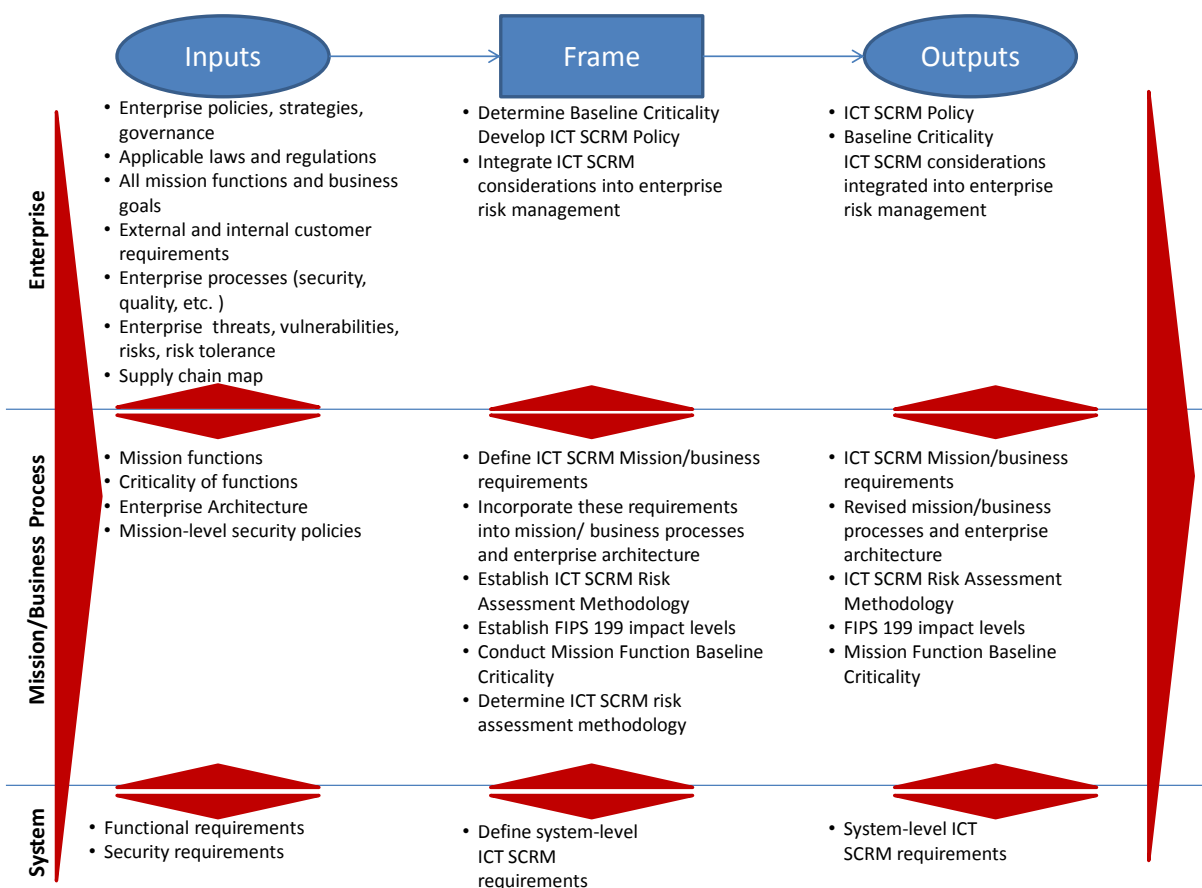 Inputs
Frame
Outputs
Enterprise
• Enterprise policies, strategies,
governance
• Applicable laws and regulations
• All mission functions and business
goals
• External and internal customer
requirements
• Enterprise processes (security,
quality, etc. )
• Enterprise threats, vulnerabilities,
risks, risk tolerance
• Supply chain map
• Determine Baseline Criticality
Develop ICT SCRM Policy
• Integrate ICT SCRM
considerations into enterprise
risk management
• ICT SCRM Policy
• Baseline Criticality
ICT SCRM considerations
integrated into enterprise
risk management
Mission/Business Process
• Mission functions
• Criticality of functions
• Enterprise Architecture
• Mission-level security policies
• Define ICT SCRM Mission/business
requirements
• Incorporate these requirements
into mission/ business processes
and enterprise architecture
• Establish ICT SCRM Risk
Assessment Methodology
• Establish FIPS 199 impact levels
• Conduct Mission Function Baseline
Criticality
• Determine ICT SCRM risk
assessment methodology
• ICT SCRM Mission/business
requirements
• Revised mission/business
processes and enterprise
architecture
• ICT SCRM Risk Assessment
Methodology
• FIPS 199 impact levels
• Mission Function Baseline
Criticality
System
• Functional requirements
• Security requirements
• Define system-level
ICT SCRM
requirements
• System-level ICT
SCRM requirements